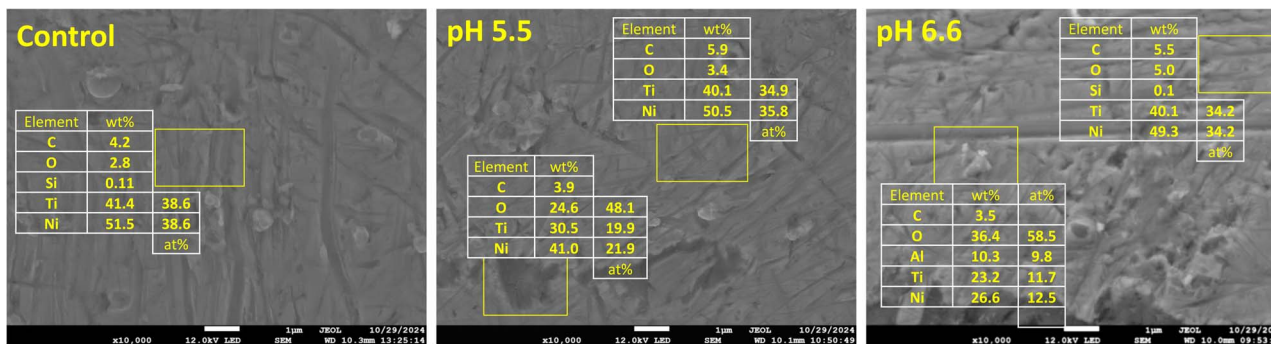 Control
Element wt%
C 4.2
O 2.8
Si 0.11
Ti 41.4 38.6
Ni 51.5 38.6
at%
1μm JEOL 10/29/2024
x10,000 12.0kV LED SEM WD 10.3mm 13:25:14
pH 5.5
Element wt%
C 5.9
O 3.4
Ti 40.1 34.9
Ni 50.5 35.8
at%
Element wt%
C 3.9
O 24.6 48.1
Ti 30.5 19.9
Ni 41.0 21.9
at%
1μm JEOL 10/29/2024
x10,000 12.0kV LED SEM WD 10.1mm 10:50:49
pH 6.6
Element wt%
C 5.5
O 5.0
Si 0.1
Ti 40.1 34.2
Ni 49.3 34.2
at%
Element wt% at%
C 3.5
O 36.4 58.5
Al 10.3 9.8
Ti 23.2 11.7
Ni 26.6 12.5
1μm JEOL 10/29/20
x10,000 12.0kV LED SEM WD 10.0mm 09:53: